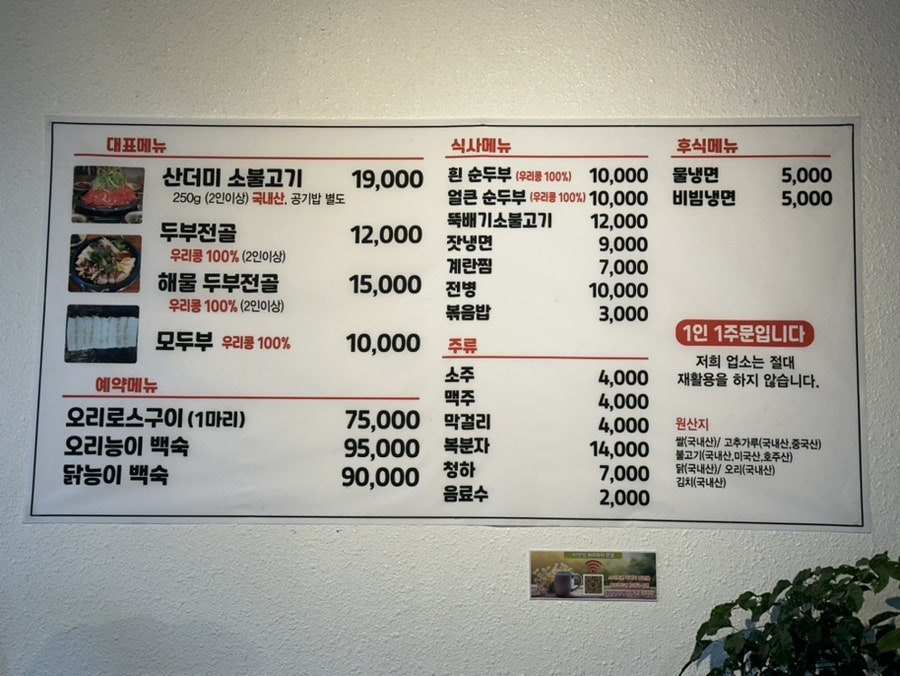 대표메뉴
산더미 소불고기 19,000
250g (2인이상) 국내산, 공기밥 별도
두부전골 12,000
우리콩 100% (2인이상)
해물 두부전골 15,000
우리콩 100% (2인이상)
모두부 우리콩 100% 10,000
예약메뉴
오리로스구이 (1마리) 75,000
오리능이 백숙 95,000
닭능이 백숙 90,000
식사메뉴
흰 순두부 (우리콩 100%) 10,000
얼큰 순두부 (우리콩 100%) 10,000
뚝배기소불고기 12,000
잣냉면 9,000
계란찜 7,000
전병 10,000
볶음밥 3,000
주류
소주 4,000
맥주 4,000
막걸리 4,000
복분자 14,000
청하 7,000
음료수 2,000
후식메뉴
물냉면 5,000
비빔냉면 5,000
1인 1주문입니다
저희 업소는 절대
재활용을 하지 않습니다.
원산지
쌀(국내산)/ 고추가루(국내산,중국산)
불고기(국내산,미국산,호주산)
닭(국내산)/ 오리(국내산)
김치(국내산)